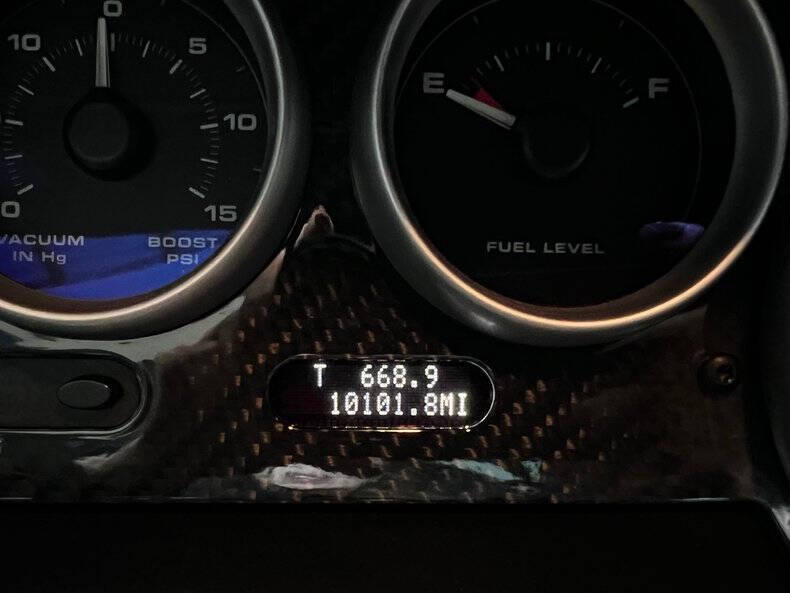 10
0
5
10
15
0
VACUUM
IN Hg
BOOST
PSI
E
F
FUEL LEVEL
T 668.9
10101.8MI